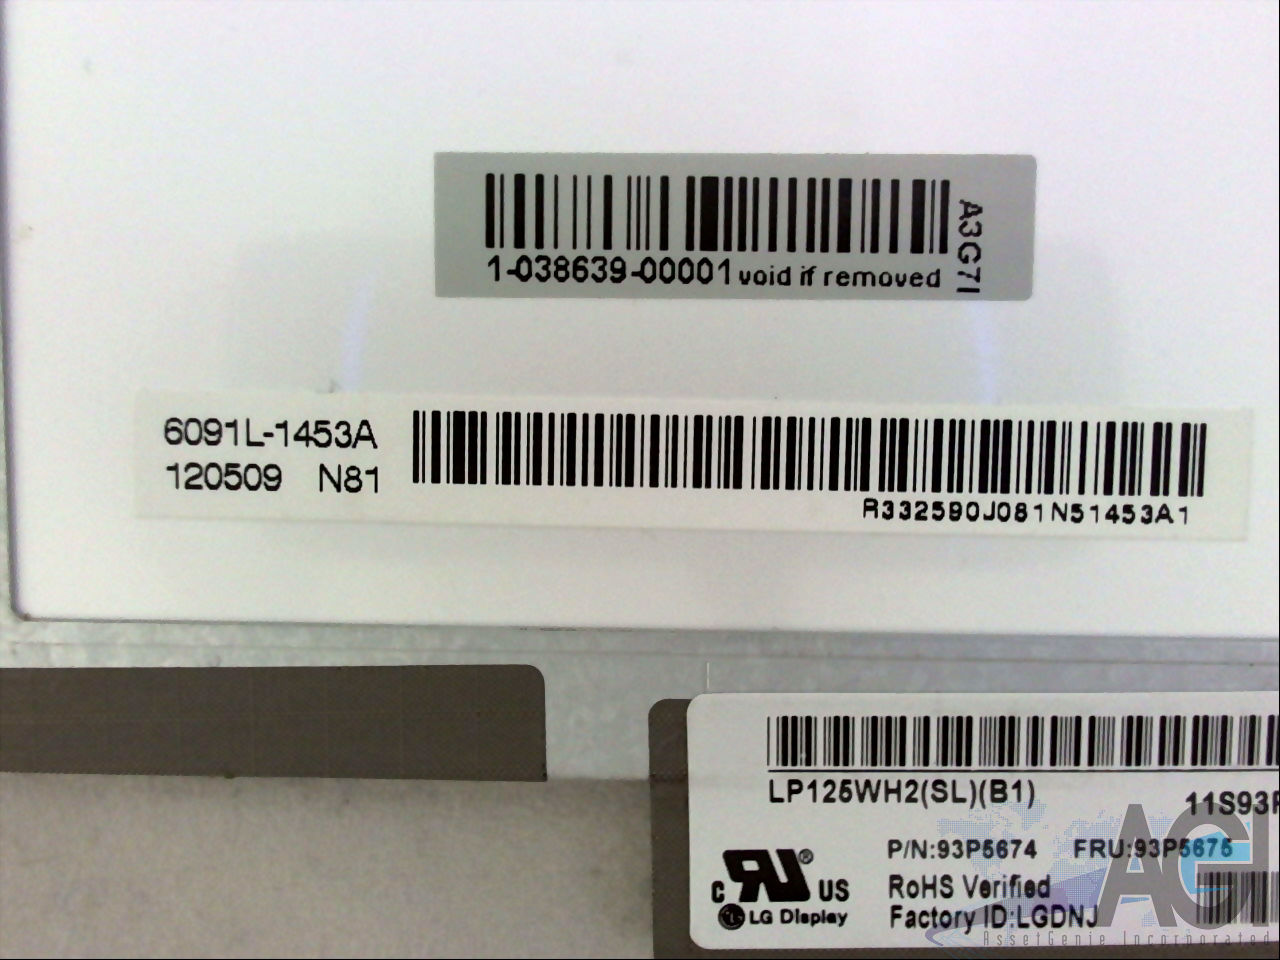 1-038639-00001 void if removed
A3G7I
6091L-1453A
120509 N81
R332590J081N51453A1
LP125WH2(SL)(B1)
11S93P
P/N:93P5674 FRU:93P5675
RoHS Verified
Factory ID:LGDNJ
c RU ® US
LG Display
AGI
AssetGenie Incorporated